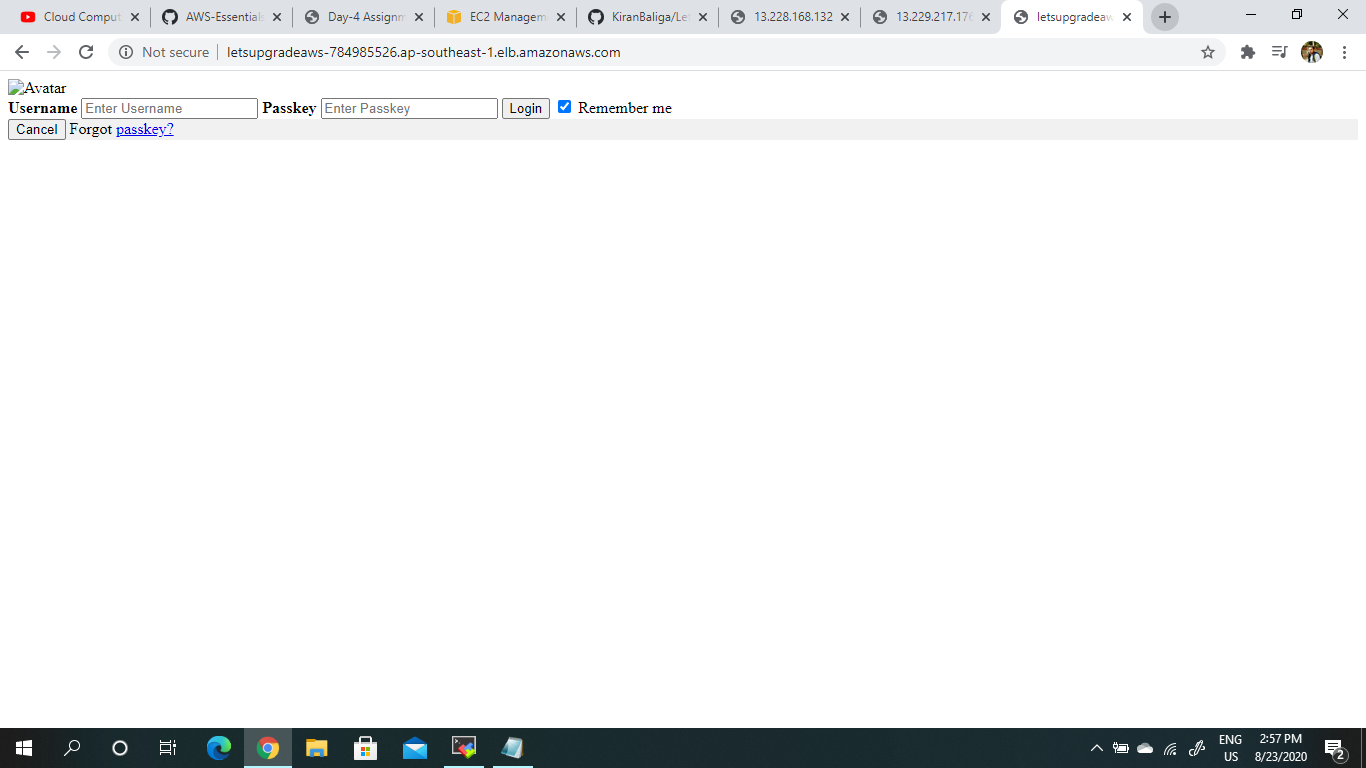 Cloud Comput
AWS-Essential
Day-4 Assignm
EC2 Managem
KiranBaliga/Le
13.228.168.132
13.229.217.176
letsupgradeaw
Not secure
letsupgradeaws-784985526.ap-southeast-1.elb.amazonaws.com
Avatar
Username Enter Username Passkey Enter Passkey Login Remember me
Cancel Forgot passkey?
ENG 2:57 PM
US 8/23/2020 2